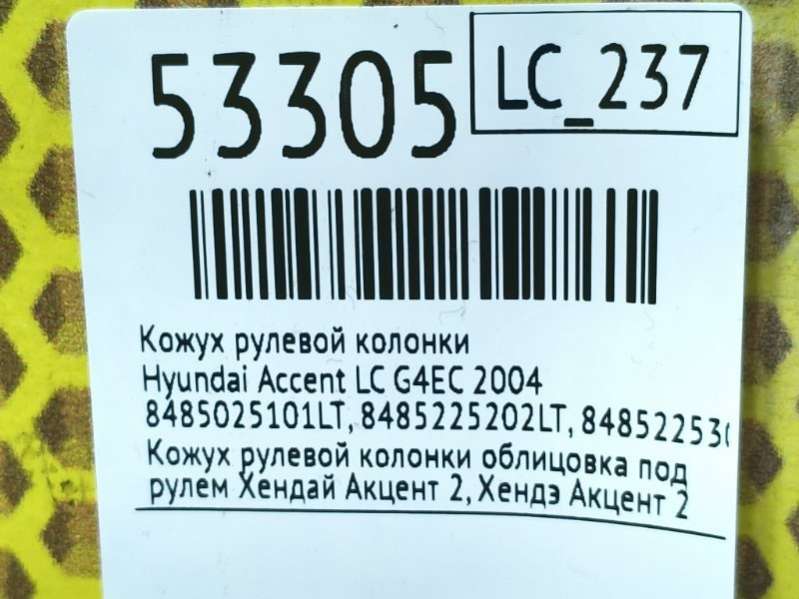 53305
LC_237
Кожух рулевой колонки
Hyundai Accent LC G4EC 2004
8485025101LT, 8485225202LT,
Кожух рулевой колонки облицовка под
рулем Хендай Акцент 2, Хендэ Акцент 2